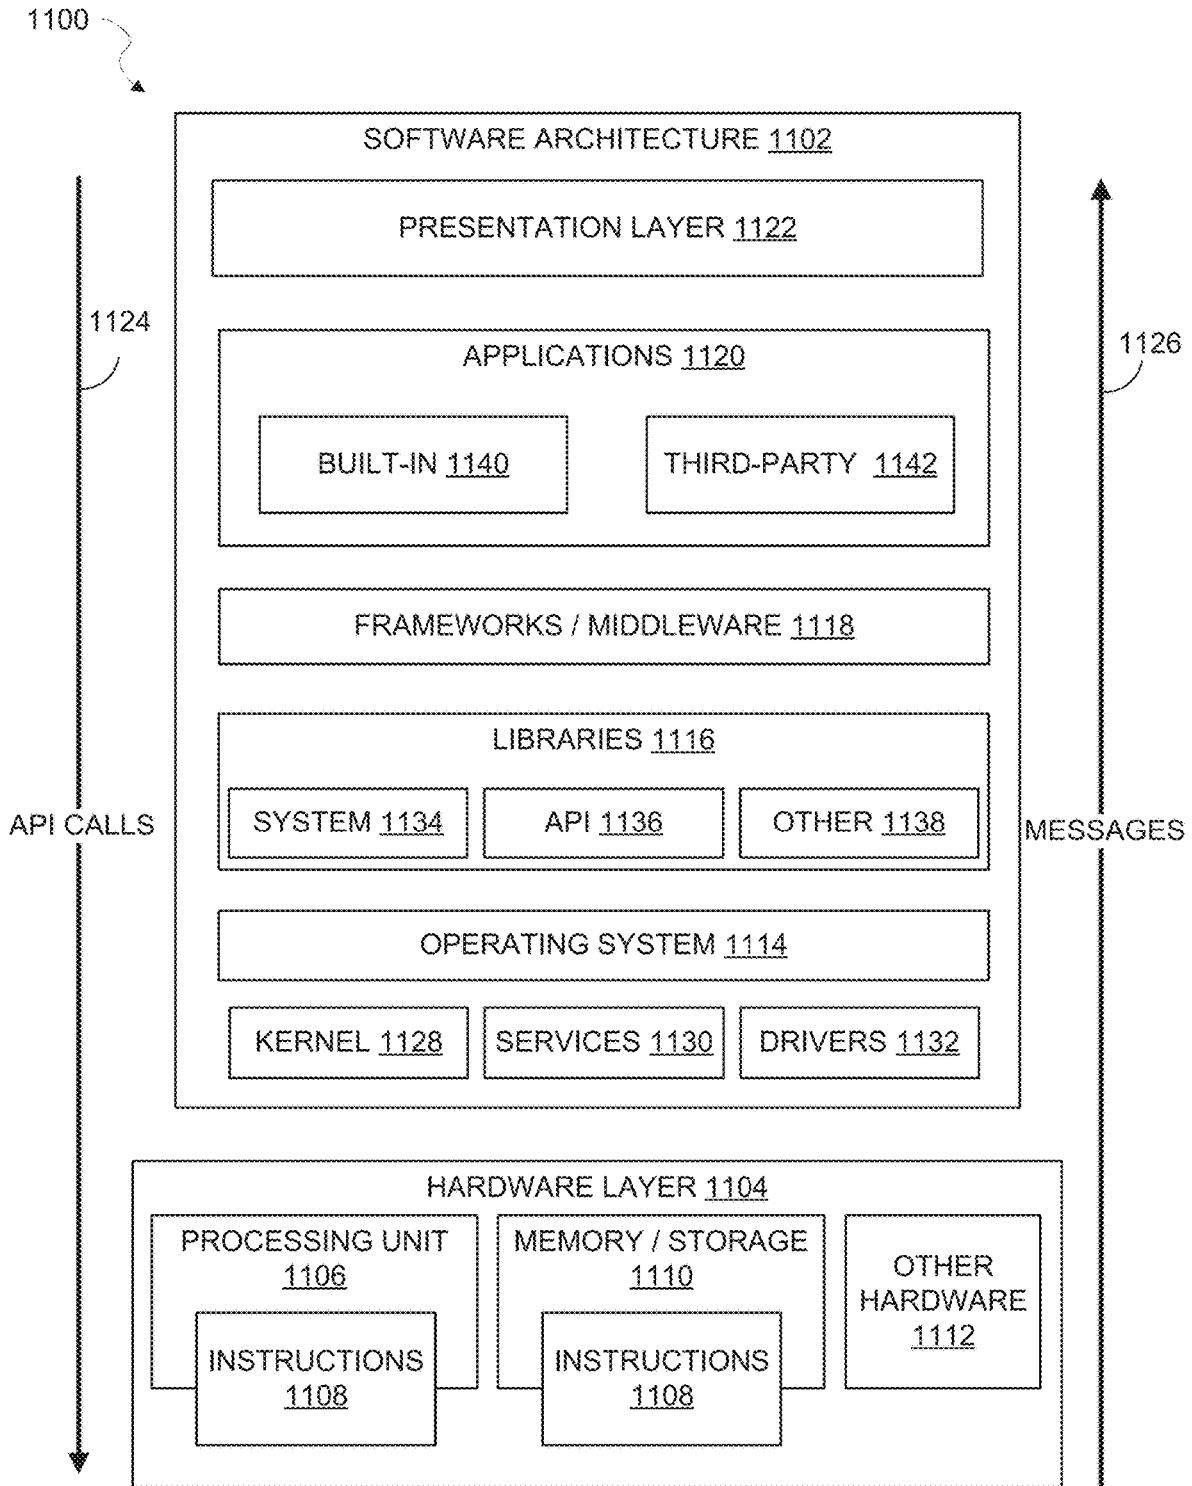 1100
SOFTWARE ARCHITECTURE 1102
PRESENTATION LAYER 1122
1124
1126
APPLICATIONS 1120
BUILT-IN 1140
THIRD-PARTY 1142
FRAMEWORKS / MIDDLEWARE 1118
LIBRARIES 1116
SYSTEM 1134
API 1136
OTHER 1138
API CALLS
MESSAGES
OPERATING SYSTEM 1114
KERNEL 1128
SERVICES 1130
DRIVERS 1132
HARDWARE LAYER 1104
PROCESSING UNIT
1106
INSTRUCTIONS
1108
MEMORY / STORAGE
1110
INSTRUCTIONS
1108
OTHER
HARDWARE
1112